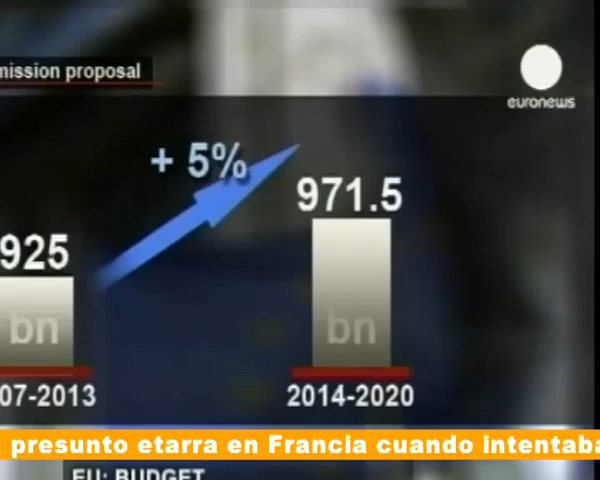 mission proposal
euronews
+ 5%
971.5
925
bn
bn
07-2013
2014-2020
presunto etarra en Francia cuando intentaba
EU: BUDGET